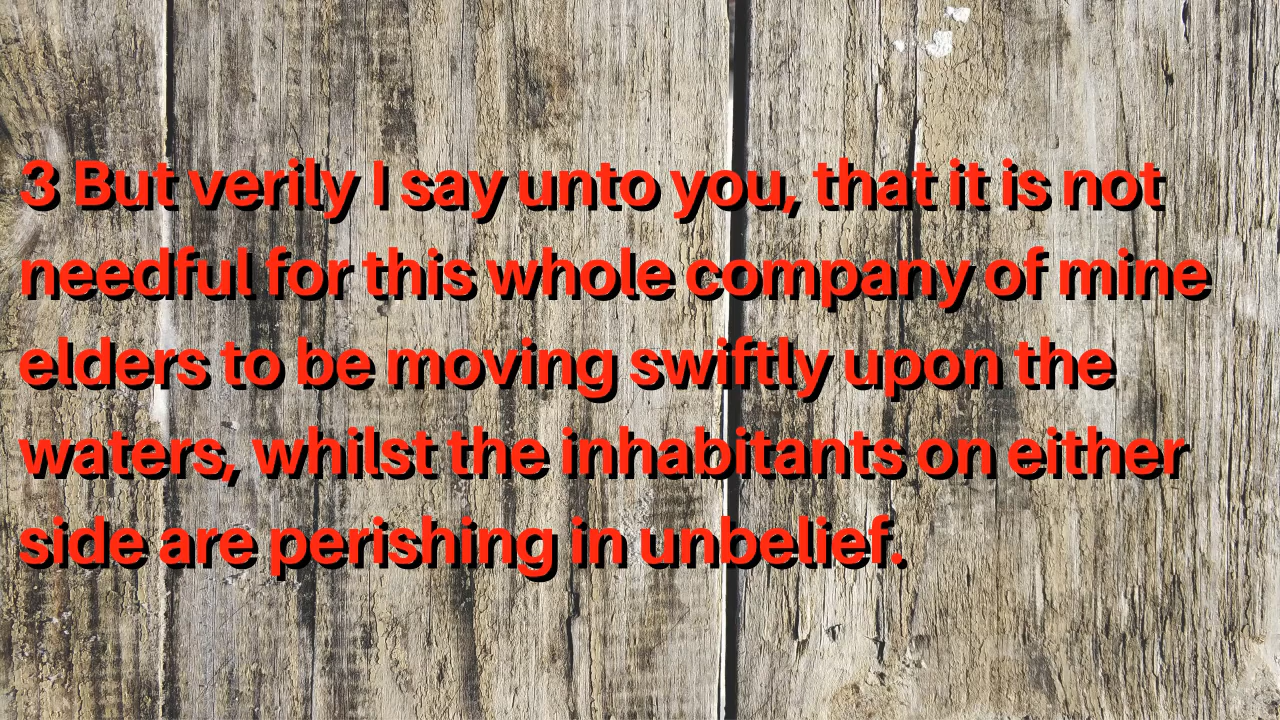 3 But verily I say unto you, that it is not
needful for this whole company of mine
elders to be moving swiftly upon the
waters, whilst the inhabitants on either
side are perishing in unbelief.